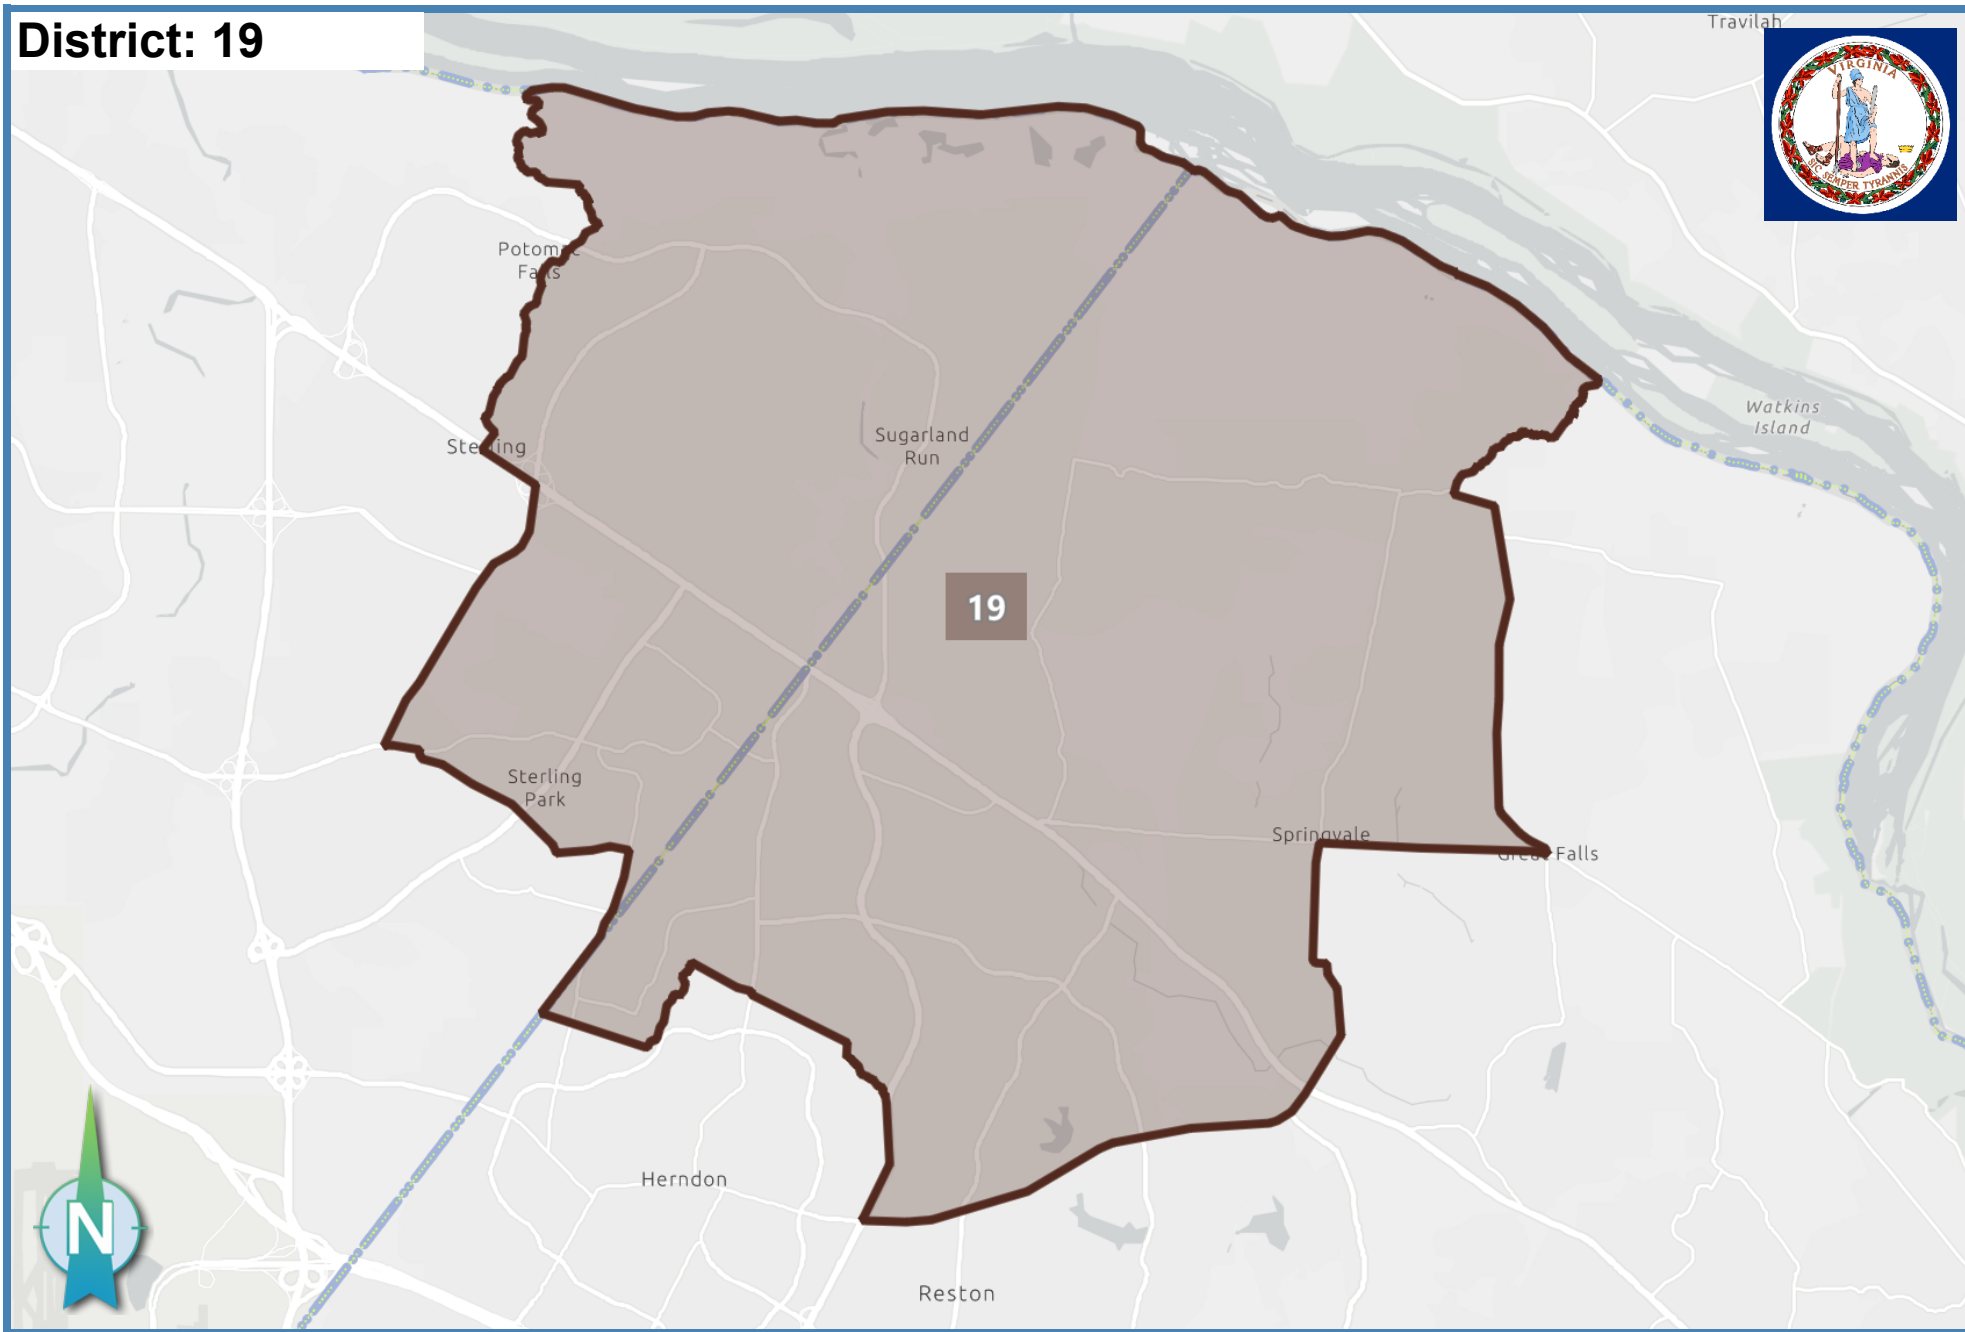 District: 19
Travilah
VIRGINIA
SIC SEMPER TYRANNIS
Potomac
Falls
Watkins
Island
Sterling
Sugarland
Run
19
Sterling
Park
Springvale
Great Falls
Herndon
N
Reston